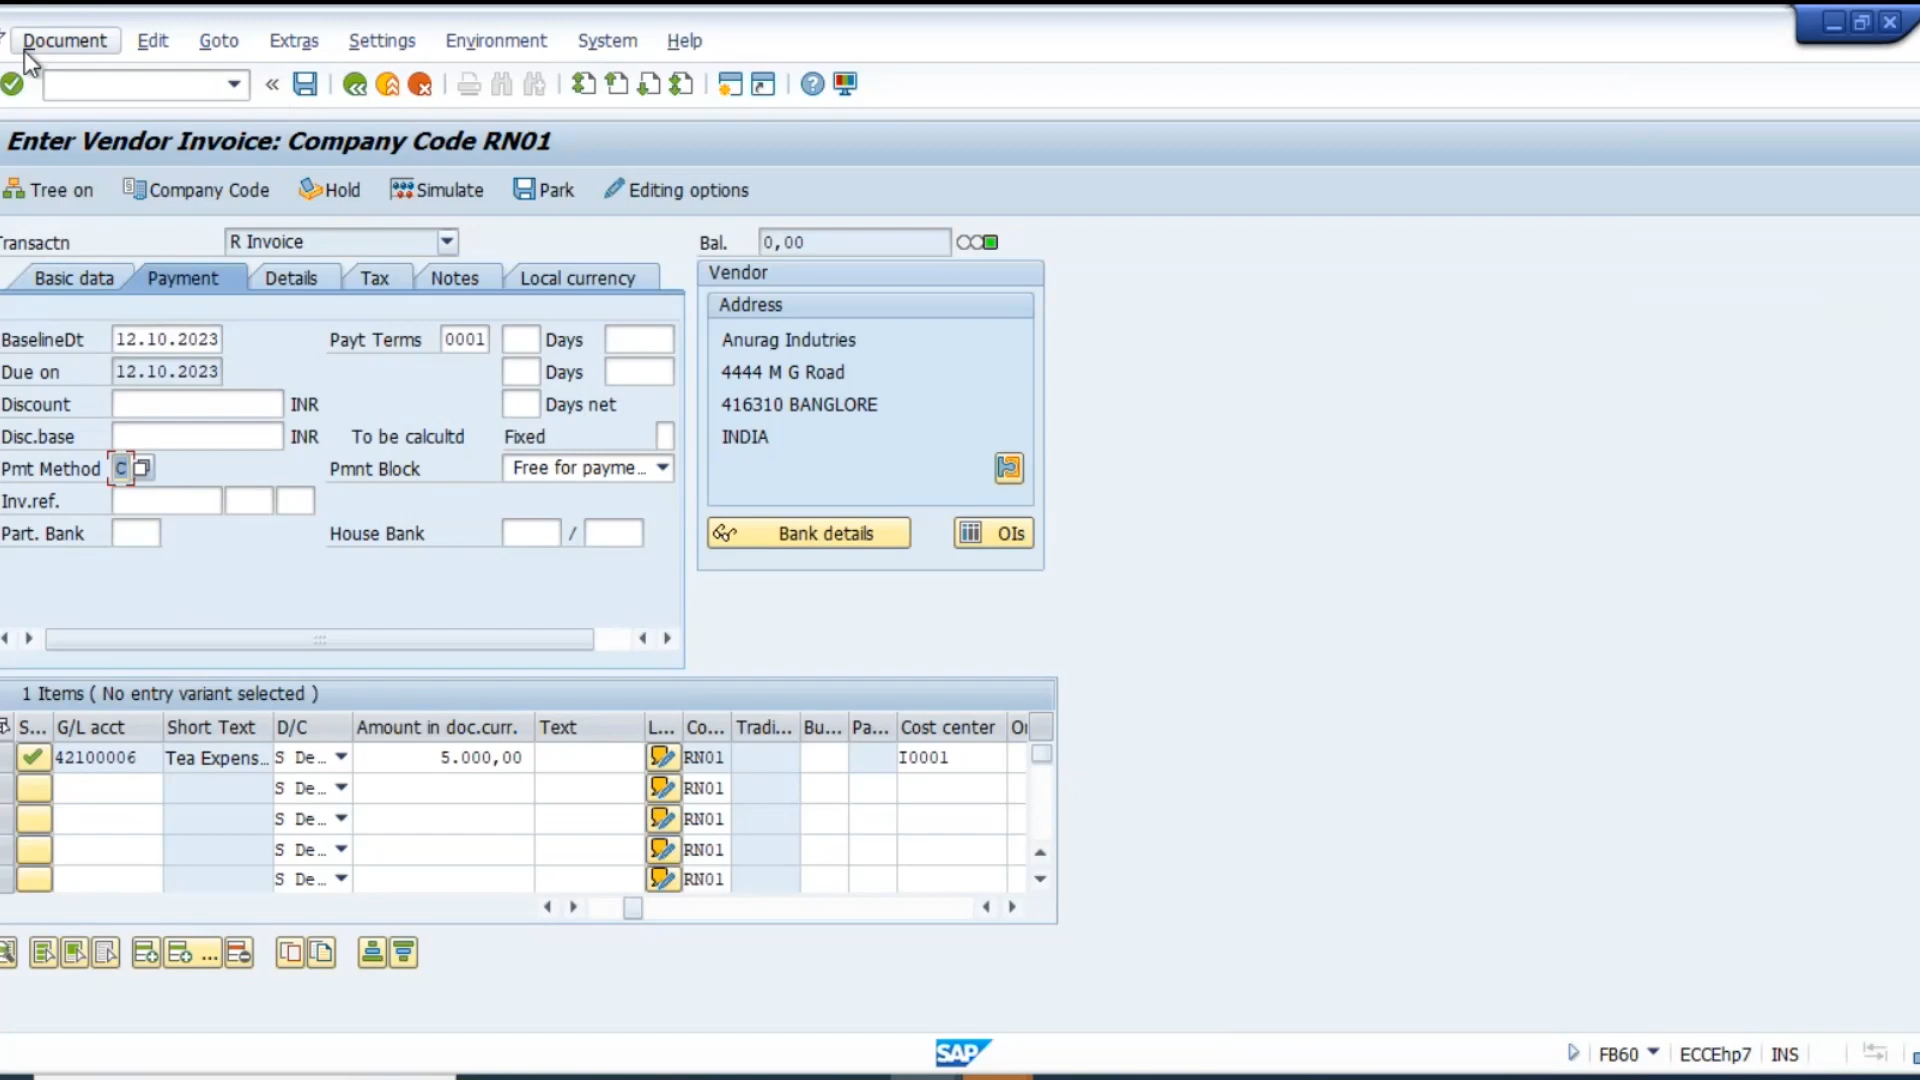 Document Edit Goto Extras Settings Environment System Help
Enter Vendor Invoice: Company Code RN01
Tree on Company Code Hold Simulate Park Editing options
Transactn R Invoice Bal. 0,00
Basic data Payment Details Tax Notes Local currency
Vendor
Address
BaselineDt 12.10.2023 Payt Terms 0001 Days
Anurag Indutries
Due on 12.10.2023 Days
4444 M G Road
Discount INR Days net
416310 BANGLORE
Disc.base INR To be calcultd Fixed
INDIA
Pmt Method C Pmnt Block Free for payme...
Inv.ref.
Part. Bank House Bank /
Bank details OIs
1 Items ( No entry variant selected )
S... G/L acct Short Text D/C Amount in doc.curr. Text L... Co... Tradi... Bu... Pa... Cost center
42100006 Tea Expens... S De... 5.000,00 RN01 I0001
S De... RN01
S De... RN01
S De... RN01
S De... RN01
SAP FB60 ECCEhp7 INS